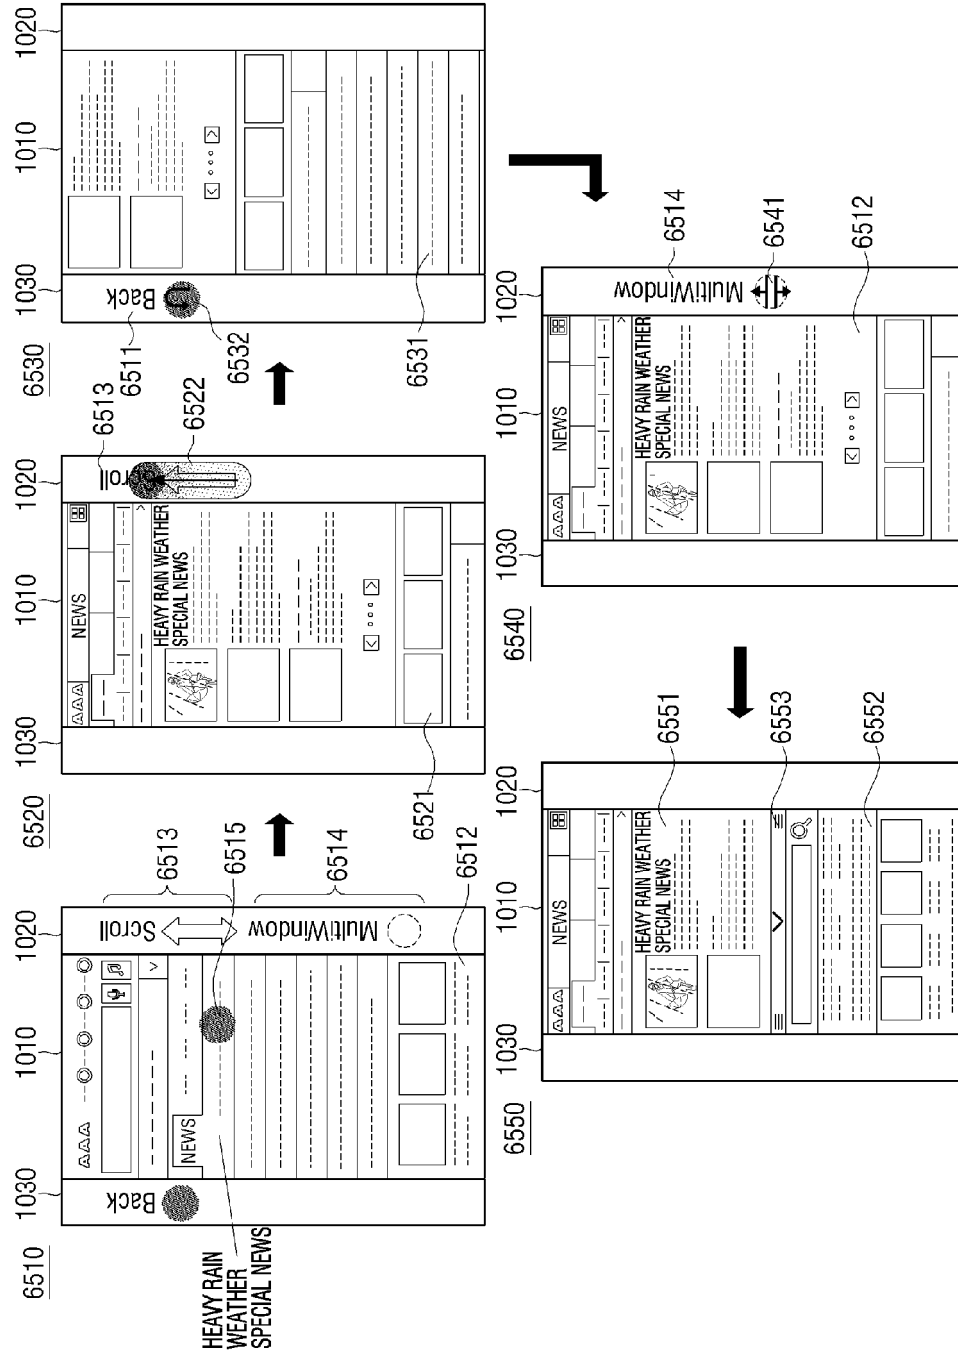 6510
1030
1010
1020
AAA
Back
NEWS
HEAVY RAIN
WEATHER
SPECIAL NEWS
Scroll
MultiWindow
6513
6515
6514
6512
6520
1030
1010
1020
AAA
NEWS
HEAVY RAIN WEATHER
SPECIAL NEWS
Scroll
6513
6522
6521
6530
1030
1010
1020
Back
6511
6532
6531
6540
1030
1010
1020
AAA
NEWS
HEAVY RAIN WEATHER
SPECIAL NEWS
MultiWindow
6514
6541
6512
6550
1030
1010
1020
AAA
NEWS
HEAVY RAIN WEATHER
SPECIAL NEWS
6551
6553
6552